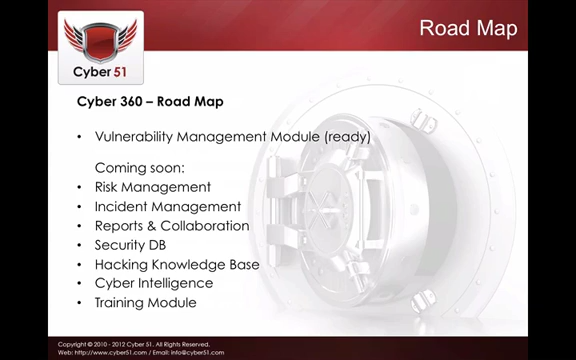 Road Map
Cyber 51
Cyber 360 – Road Map
• Vulnerability Management Module (ready)
Coming soon:
• Risk Management
• Incident Management
• Reports & Collaboration
• Security DB
• Hacking Knowledge Base
• Cyber Intelligence
• Training Module
Copyright © 2010 - 2012 Cyber 51. All Rights Reserved.
Web: http://www.cyber51.com / Email: info@cyber51.com